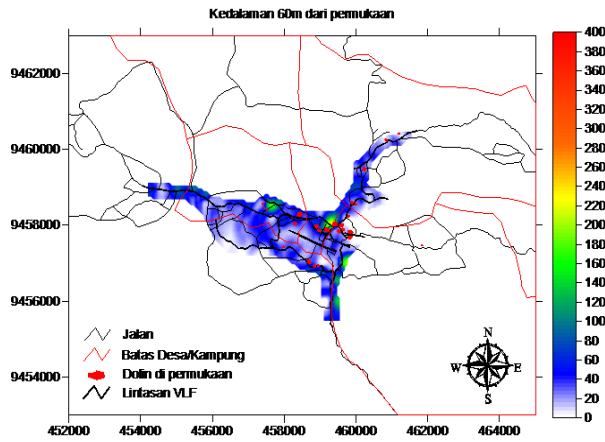 Kedalaman 60m dari permukaan
9462000
9460000
9458000
9456000
9454000
452000 454000 456000 458000 460000 462000 464000
Jalan
Batas Desa/Kampung
Dolin di permukaan
Lintasan VLF
N
W E
S
400
380
360
340
320
300
280
260
240
220
200
180
160
140
120
100
80
60
40
20
0